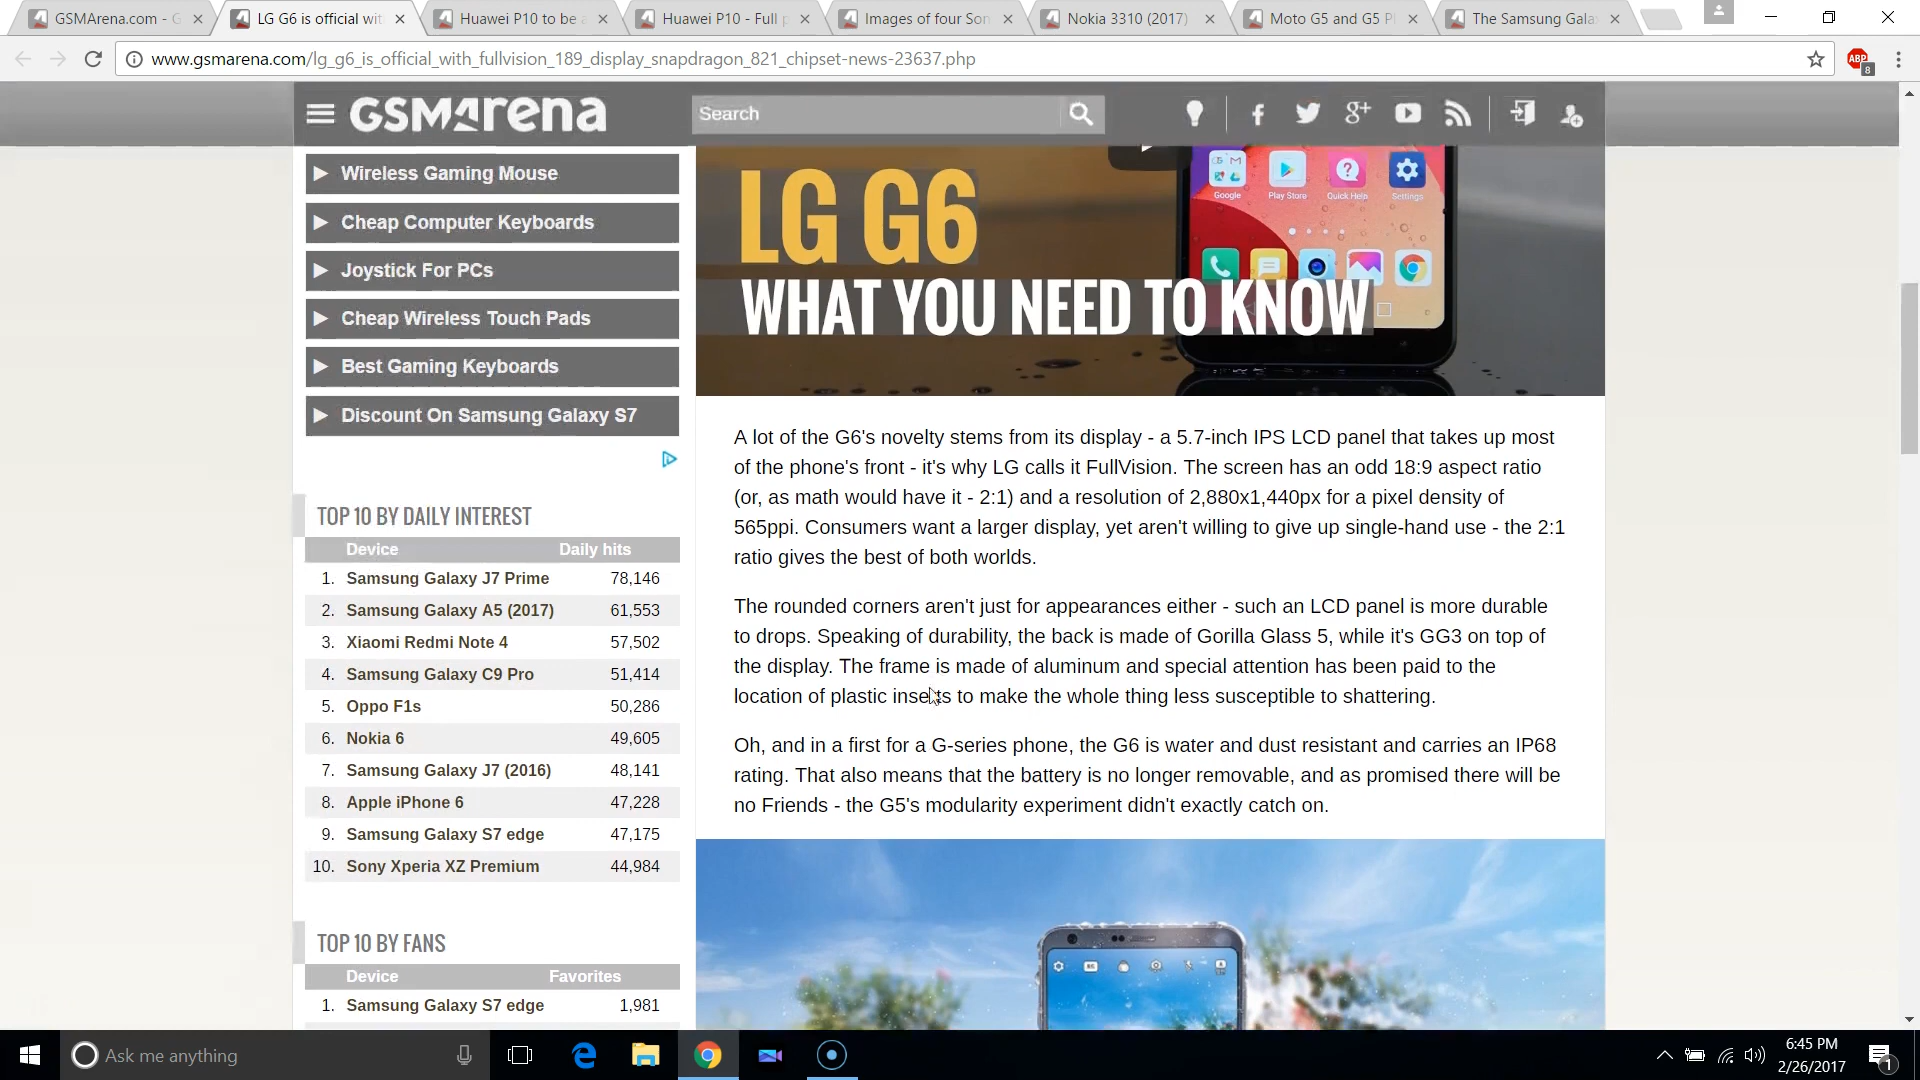 GSMArena.com - G
LG G6 is official wit
Huawei P10 to be a
Huawei P10 - Full p
Images of four Son
Nokia 3310 (2017)
Moto G5 and G5 Pl
The Samsung Gala
www.gsmarena.com/lg_g6_is_official_with_fullvision_189_display_snapdragon_821_chipset-news-23637.php
ABP
8
GSMArena
Search
Wireless Gaming Mouse
Cheap Computer Keyboards
Joystick For PCs
Cheap Wireless Touch Pads
Best Gaming Keyboards
Discount On Samsung Galaxy S7
TOP 10 BY DAILY INTEREST
Device Daily hits
1. Samsung Galaxy J7 Prime 78,146
2. Samsung Galaxy A5 (2017) 61,553
3. Xiaomi Redmi Note 4 57,502
4. Samsung Galaxy C9 Pro 51,414
5. Oppo F1s 50,286
6. Nokia 6 49,605
7. Samsung Galaxy J7 (2016) 48,141
8. Apple iPhone 6 47,228
9. Samsung Galaxy S7 edge 47,175
10. Sony Xperia XZ Premium 44,984
TOP 10 BY FANS
Device Favorites
1. Samsung Galaxy S7 edge 1,981
Google Play Store Quick Help Settings
LG G6
WHAT YOU NEED TO KNOW
A lot of the G6's novelty stems from its display - a 5.7-inch IPS LCD panel that takes up most
of the phone's front - it's why LG calls it FullVision. The screen has an odd 18:9 aspect ratio
(or, as math would have it - 2:1) and a resolution of 2,880x1,440px for a pixel density of
565ppi. Consumers want a larger display, yet aren't willing to give up single-hand use - the 2:1
ratio gives the best of both worlds.
The rounded corners aren't just for appearances either - such an LCD panel is more durable
to drops. Speaking of durability, the back is made of Gorilla Glass 5, while it's GG3 on top of
the display. The frame is made of aluminum and special attention has been paid to the
location of plastic inserts to make the whole thing less susceptible to shattering.
Oh, and in a first for a G-series phone, the G6 is water and dust resistant and carries an IP68
rating. That also means that the battery is no longer removable, and as promised there will be
no Friends - the G5's modularity experiment didn't exactly catch on.
Ask me anything
6:45 PM
2/26/2017
1